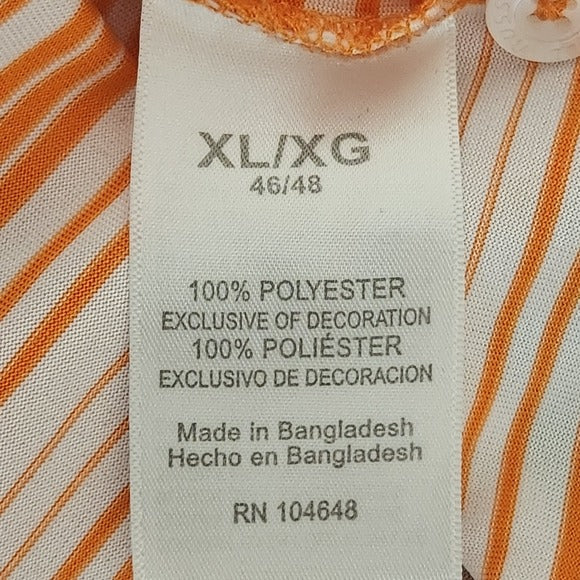 XL/XG
46/48
100% POLYESTER
EXCLUSIVE OF DECORATION
100% POLIÉSTER
EXCLUSIVO DE DECORACION
Made in Bangladesh
Hecho en Bangladesh
RN 104648